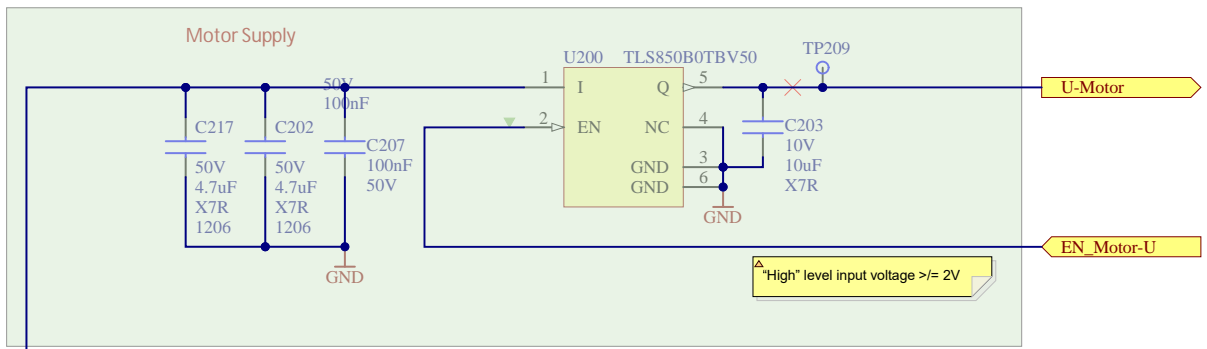 Motor Supply
TP209
U200
TLS850B0TBV50
50V
100nF
1
I
Q
5
U-Motor
2
EN
NC
4
C217
50V
4.7uF
X7R
1206
C202
50V
4.7uF
X7R
1206
C207
100nF
50V
GND
3
GND
6
C203
10V
10uF
X7R
GND
GND
EN_Motor-U
“High” level input voltage >/= 2V